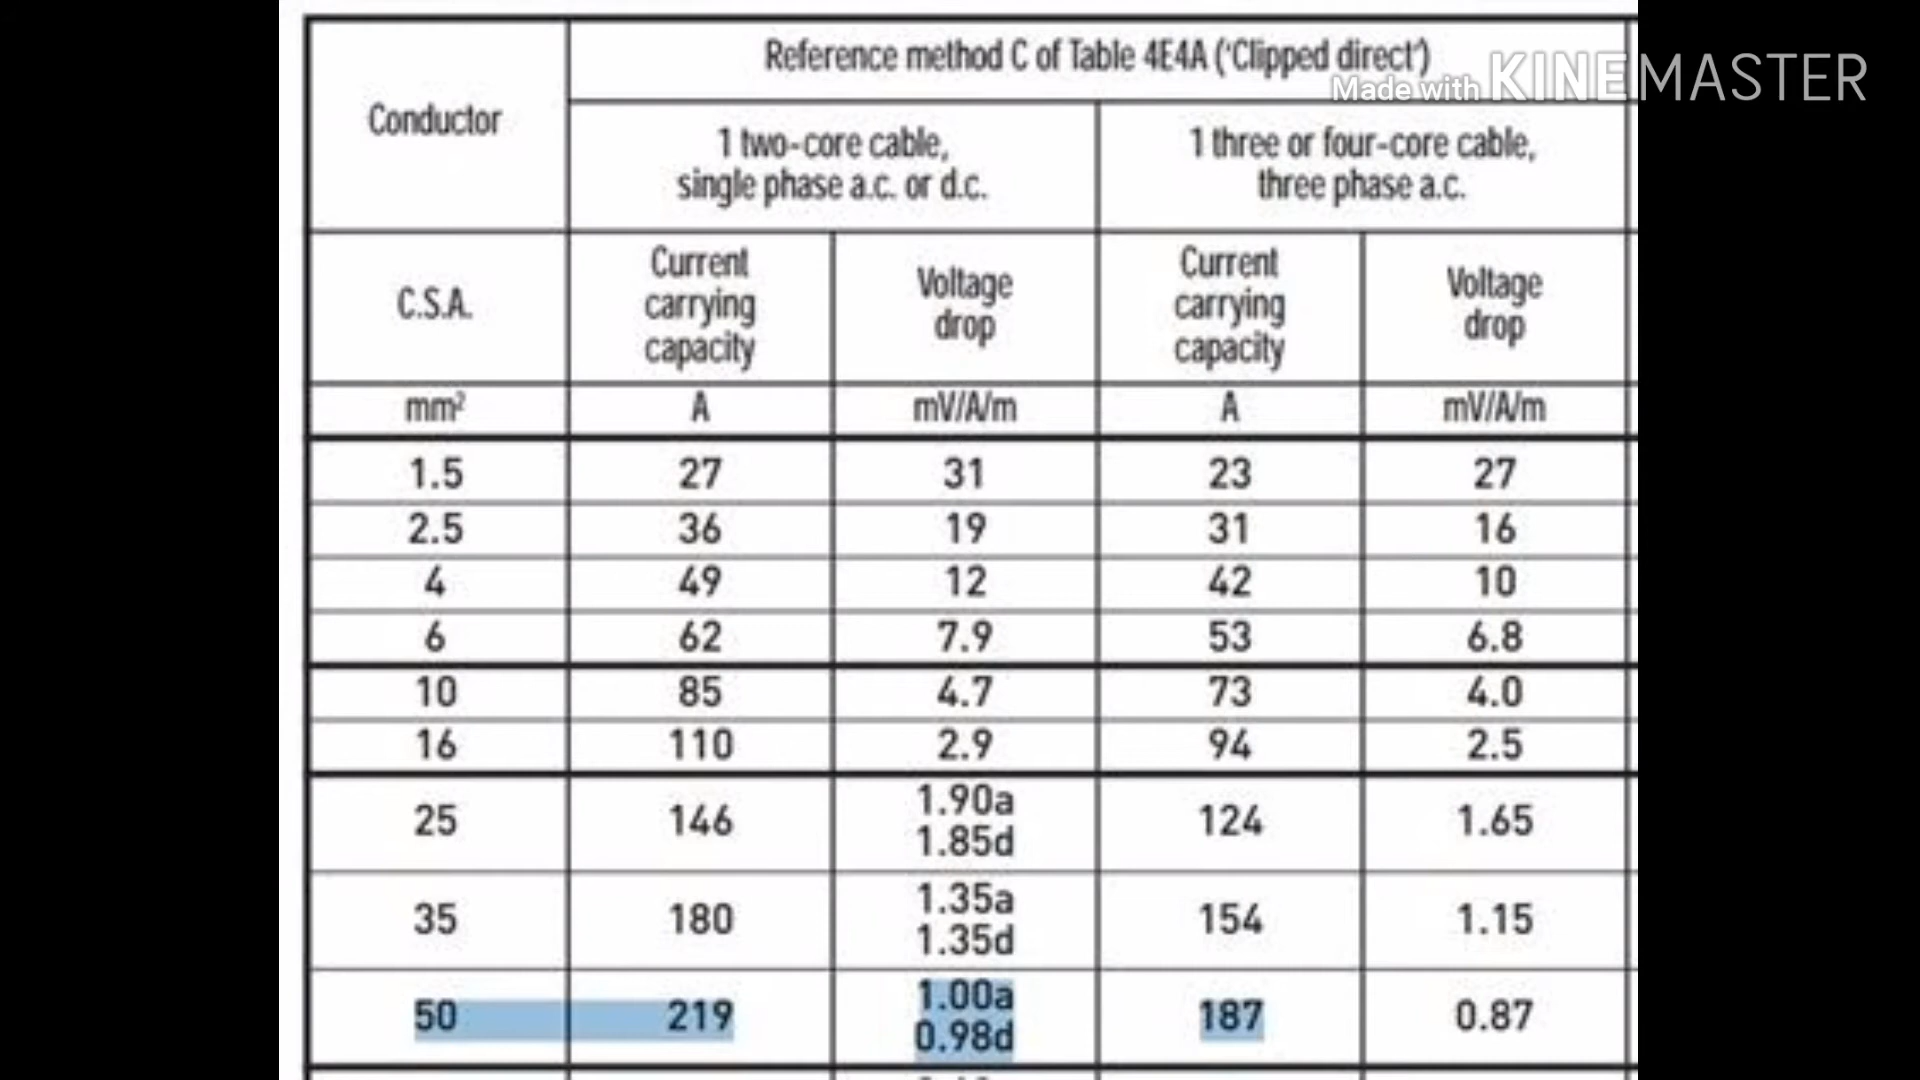 Reference method C of Table 4E4A ('Clipped direct')
Made with KINEMASTER
Conductor
1 two-core cable,
single phase a.c. or d.c.
1 three or four-core cable,
three phase a.c.
C.S.A.
Current
carrying
capacity
Voltage
drop
Current
carrying
capacity
Voltage
drop
mm² A mV/A/m A mV/A/m
1.5 27 31 23 27
2.5 36 19 31 16
4 49 12 42 10
6 62 7.9 53 6.8
10 85 4.7 73 4.0
16 110 2.9 94 2.5
25 146 1.90a 1.85d 124 1.65
35 180 1.35a 1.35d 154 1.15
50 219 1.00a 0.98d 187 0.87